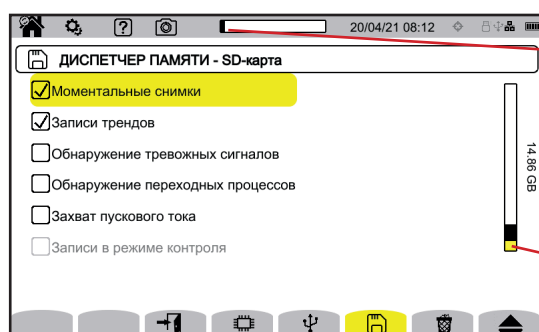 ?
20/04/21 08:12
ДИСПЕТЧЕР ПАМЯТИ - SD-карта
Моментальные снимки
Записи трендов
Обнаружение тревожных сигналов
Обнаружение переходных процессов
Захват пускового тока
Записи в режиме контроля
14.86 GB